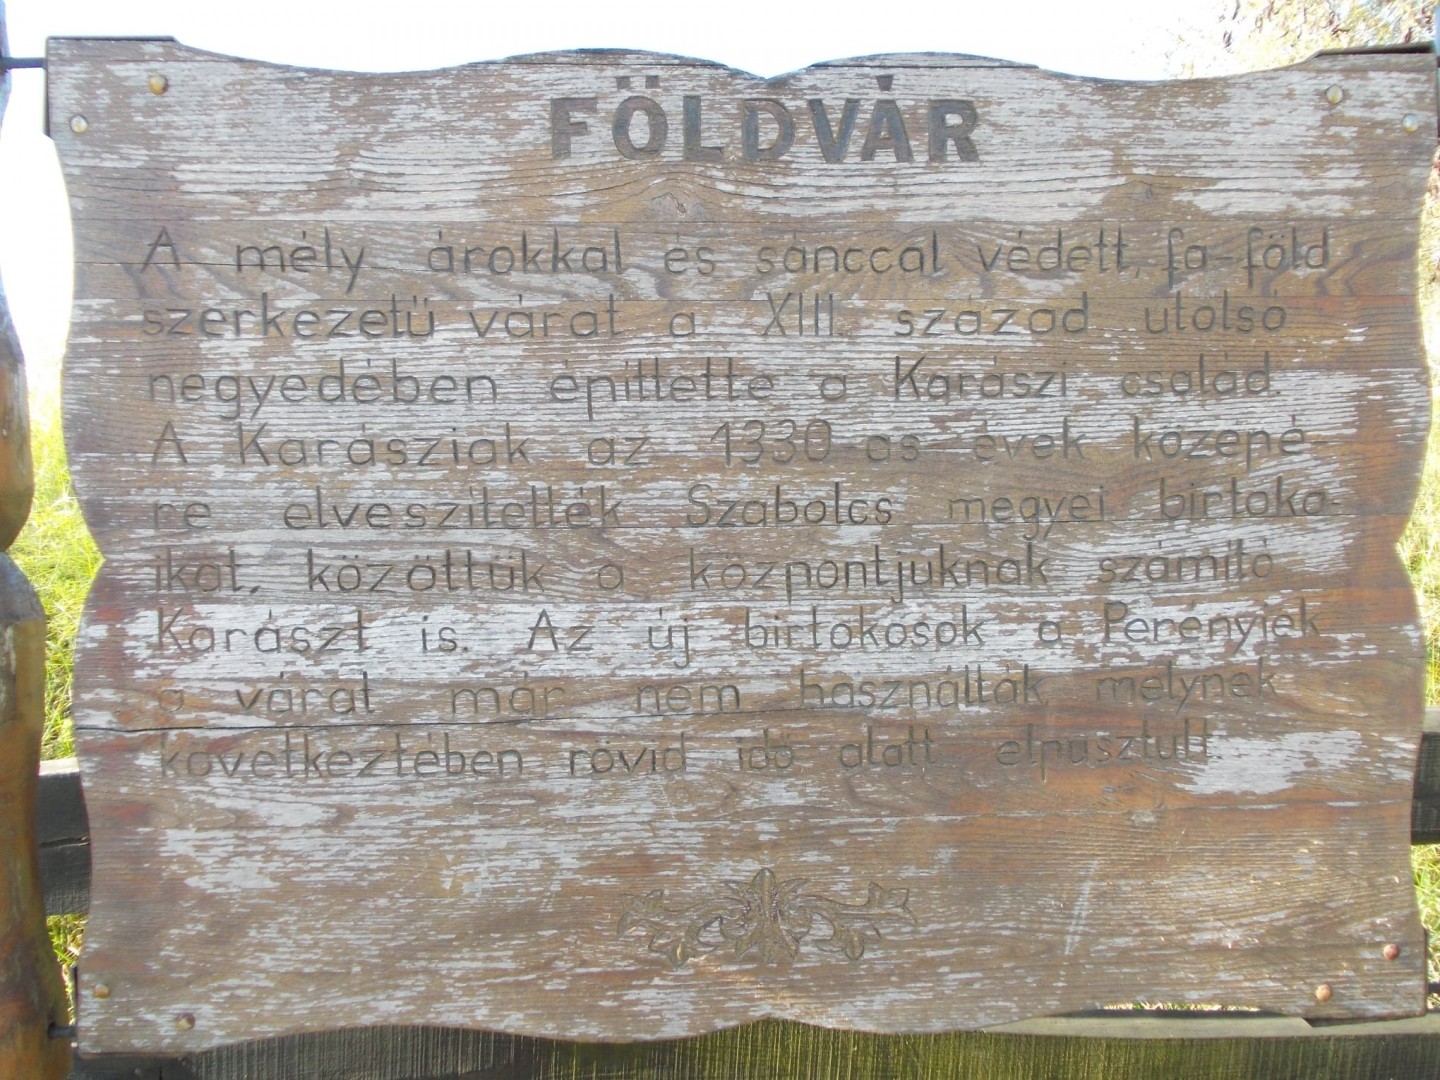 FÖLDVÁR
A mély árokkal és sánccal védett, fa-föld
szerkezetű várat a XIII. század utolsó
negyedében építtette a Karászi család.
A Karásziak az 1330-as évek közepé-
re elveszítették Szabolcs megyei birtoka-
ikat, közöttük a központjuknak számító
Karászt is. Az új birtokosok a Perényiek
a várat már nem használták melynek
következtében rövid idő alatt elpusztult.